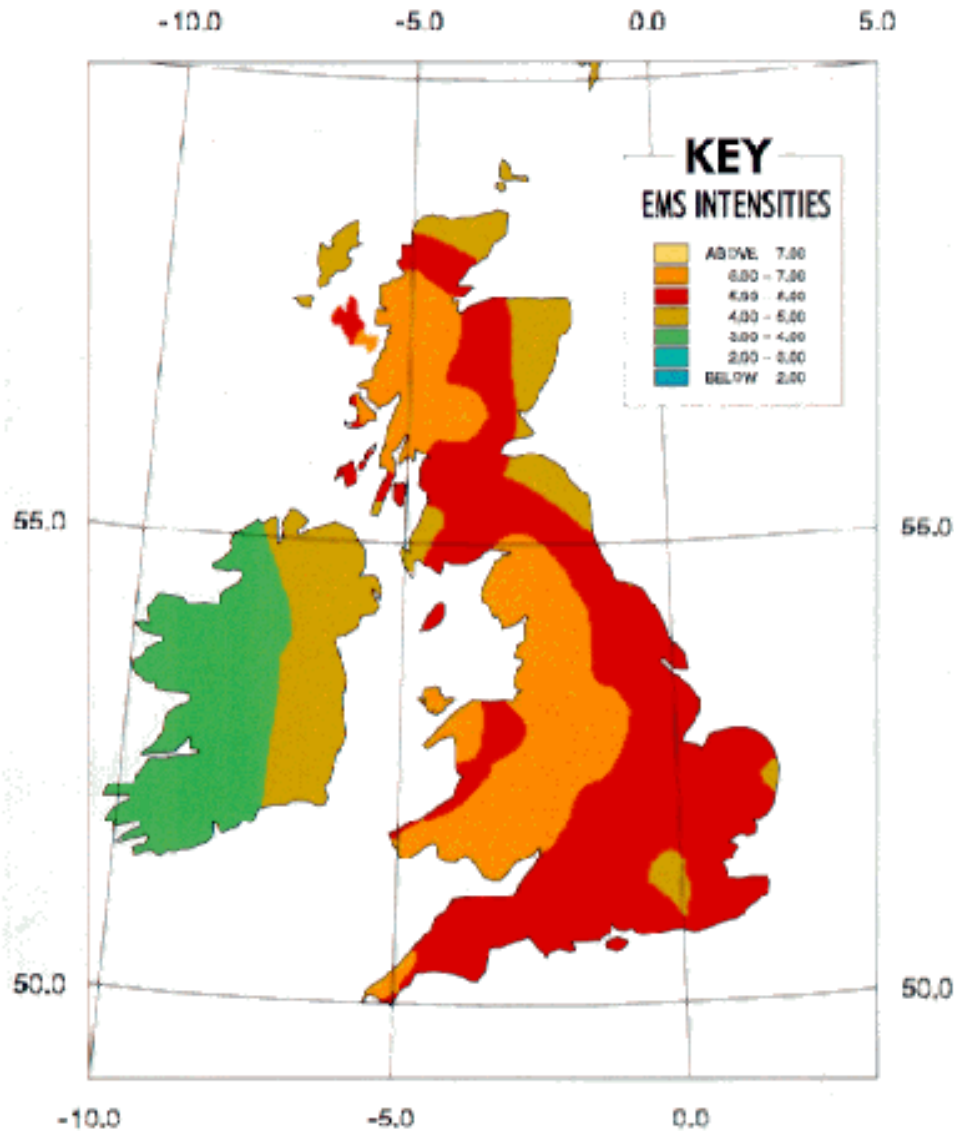 -10.0 -5.0 0.0 5.0
KEY
EMS INTENSITIES
ABOVE 7.00
6.00 - 7.00
5.00 - 6.00
4.00 - 5.00
3.00 - 4.00
2.00 - 3.00
BELOW 2.00
55.0 55.0
50.0 50.0
-10.0 -5.0 0.0